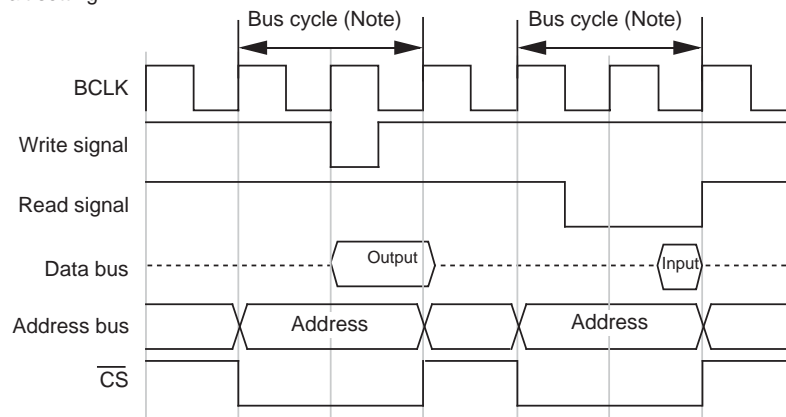 Bus cycle (Note) Bus cycle (Note)
BCLK
Write signal
Read signal
Data bus Output Input
Address bus Address Address
CS